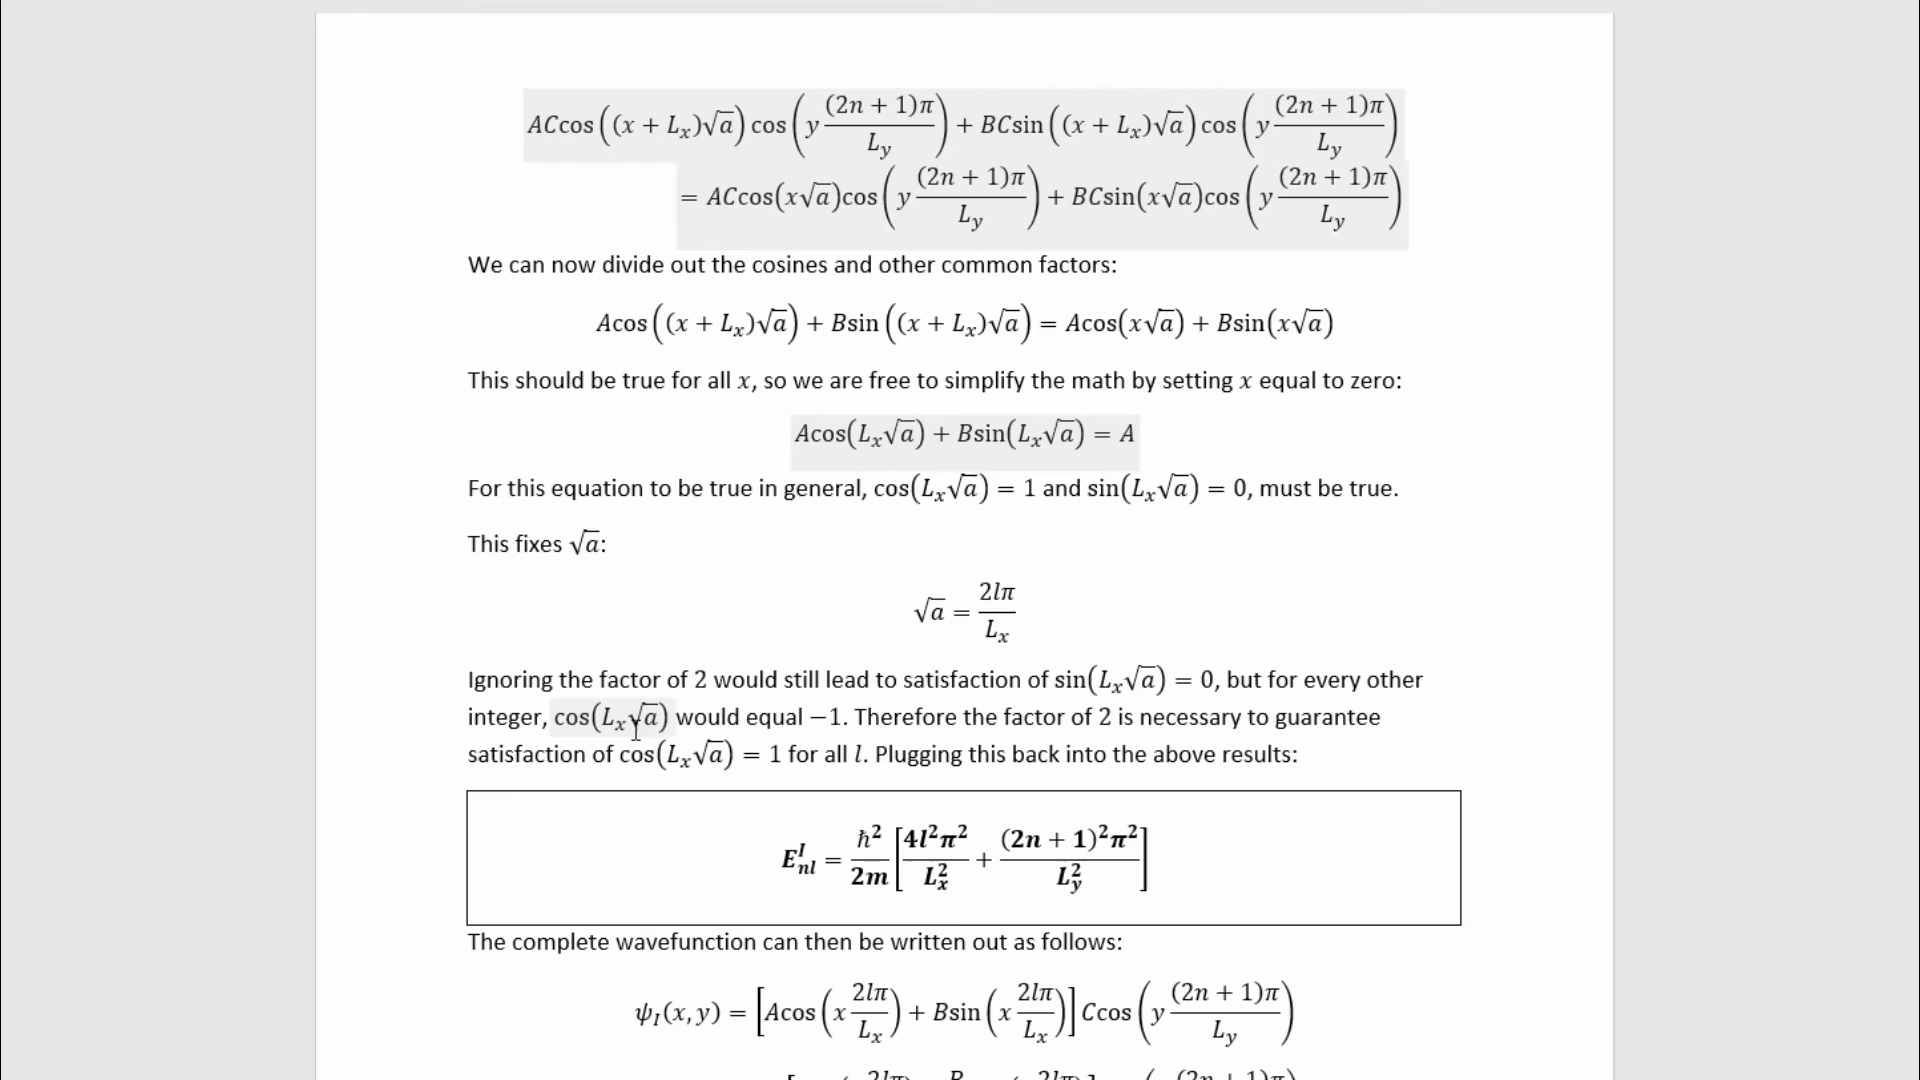 ACcos((x + Lₓ)√a) cos(y (2n + 1)π / L_y) + BCsin((x + Lₓ)√a) cos(y (2n + 1)π / L_y)
= ACcos(x√a)cos(y (2n + 1)π / L_y) + BCsin(x√a)cos(y (2n + 1)π / L_y)
We can now divide out the cosines and other common factors:
Acos((x + Lₓ)√a) + Bsin((x + Lₓ)√a) = Acos(x√a) + Bsin(x√a)
This should be true for all x, so we are free to simplify the math by setting x equal to zero:
Acos(Lₓ√a) + Bsin(Lₓ√a) = A
For this equation to be true in general, cos(Lₓ√a) = 1 and sin(Lₓ√a) = 0, must be true.
This fixes √a:
√a = 2lπ / Lₓ
Ignoring the factor of 2 would still lead to satisfaction of sin(Lₓ√a) = 0, but for every other
integer, cos(Lₓ√a) would equal −1. Therefore the factor of 2 is necessary to guarantee
satisfaction of cos(Lₓ√a) = 1 for all l. Plugging this back into the above results:
E_nl^I = ħ² / 2m [4l²π² / Lₓ² + (2n + 1)²π² / L_y²]
The complete wavefunction can then be written out as follows:
ψ_I(x, y) = [Acos(x 2lπ / Lₓ) + Bsin(x 2lπ / Lₓ)] Ccos(y (2n + 1)π / L_y)